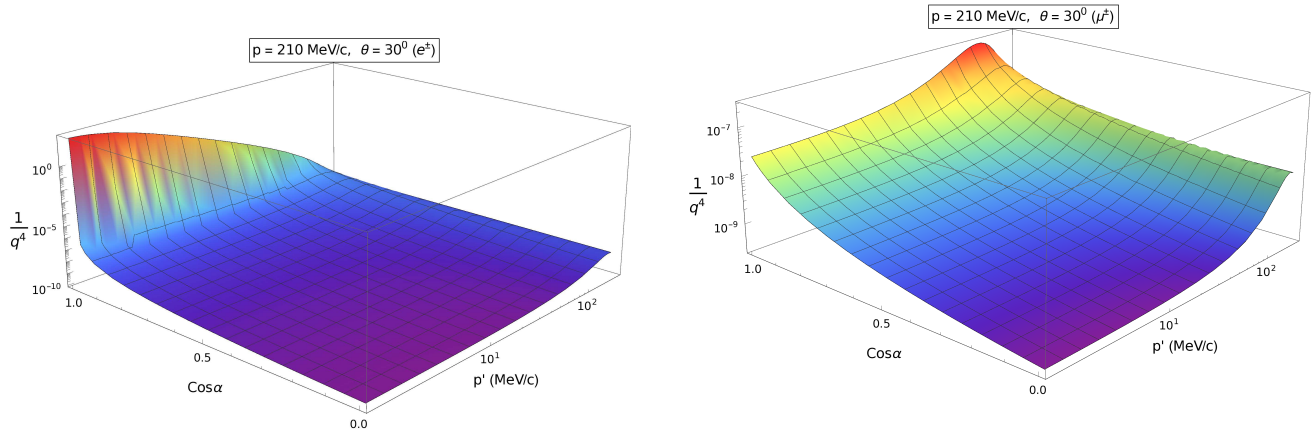 p = 210 MeV/c, θ = 30⁰ (e±)
10⁰
10⁻⁵
10⁻¹⁰
1/q⁴
1.0
0.5
0.0
Cosα
10¹
10²
p' (MeV/c)
p = 210 MeV/c, θ = 30⁰ (μ±)
10⁻⁷
10⁻⁸
10⁻⁹
1/q⁴
1.0
0.5
0.0
Cosα
10¹
10²
p' (MeV/c)